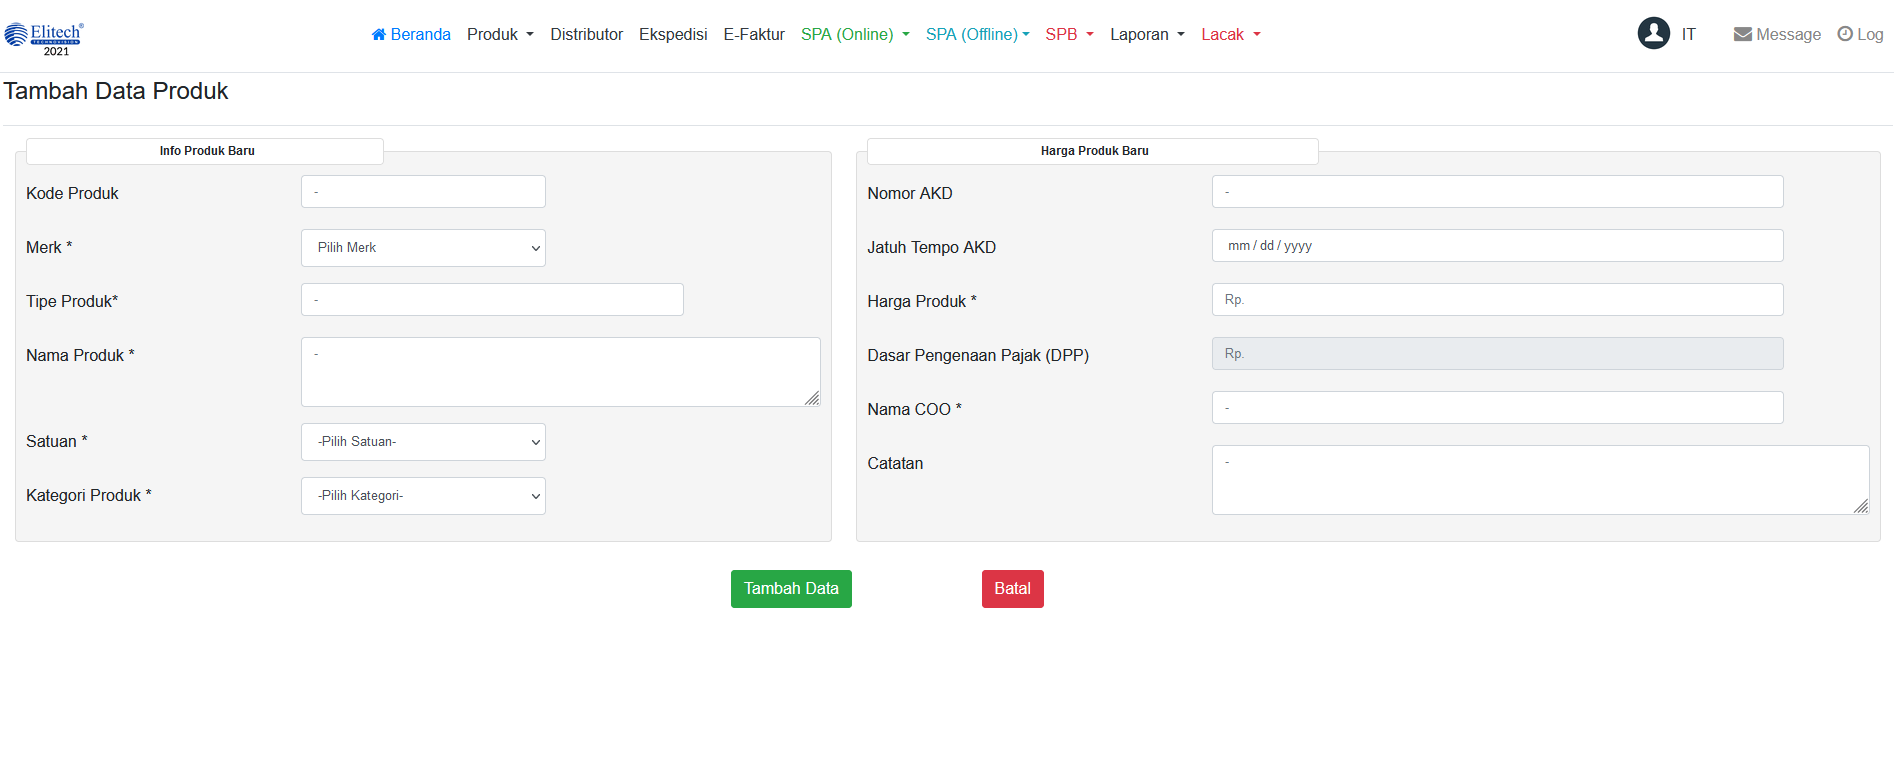 Elitech®
TECHNOVISION
2021
Beranda Produk Distributor Ekspedisi E-Faktur SPA (Online) SPA (Offline) SPB Laporan Lacak
IT Message Log
Tambah Data Produk
Info Produk Baru
Kode Produk -
Merk * Pilih Merk
Tipe Produk* -
Nama Produk * -
Satuan * -Pilih Satuan-
Kategori Produk * -Pilih Kategori-
Harga Produk Baru
Nomor AKD -
Jatuh Tempo AKD mm / dd / yyyy
Harga Produk * Rp.
Dasar Pengenaan Pajak (DPP) Rp.
Nama COO * -
Catatan -
Tambah Data Batal